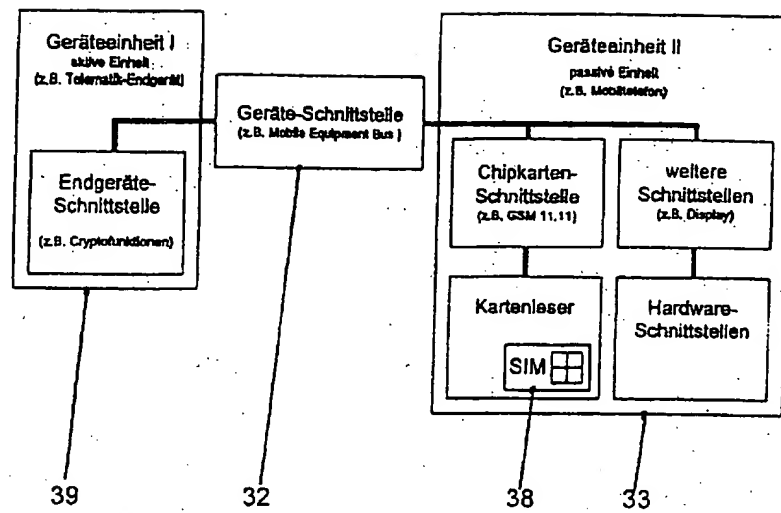 Geräteeinheit I
aktive Einheit
(z.B. Telematik-Endgerät)
Endgeräte-
Schnittstelle
(z.B. Cryptofunktionen)
Geräte-Schnittstelle
(z.B. Mobile Equipment Bus )
Geräteeinheit II
passive Einheit
(z.B. Mobiltelefon)
Chipkarten-
Schnittstelle
(z.B. GSM 11.11)
weitere
Schnittstellen
(z.B. Display)
Kartenleser
SIM
Hardware-
Schnittstellen
39
32
38
33